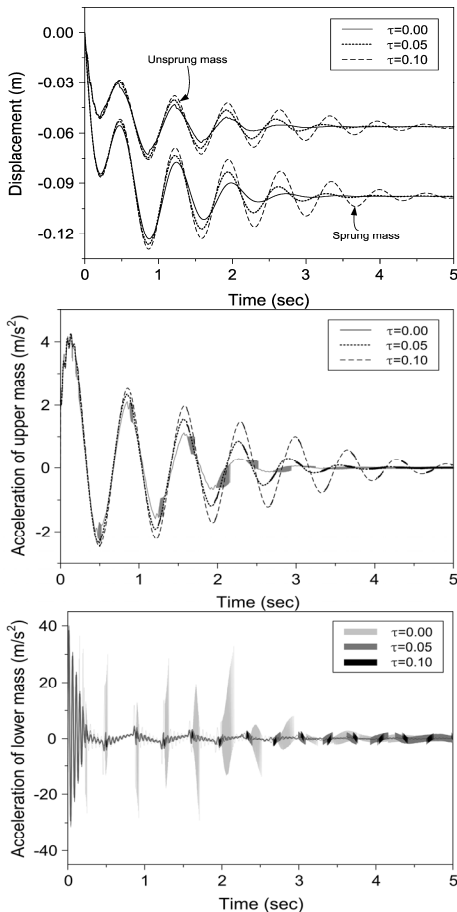 0.00
-0.03
-0.06
-0.09
-0.12
Displacement (m)
Unsprung mass
Sprung mass
τ=0.00
τ=0.05
τ=0.10
0 1 2 3 4 5
Time (sec)
4
2
0
-2
Acceleration of upper mass (m/s²)
τ=0.00
τ=0.05
τ=0.10
0 1 2 3 4 5
Time (sec)
40
20
0
-20
-40
Acceleration of lower mass (m/s²)
τ=0.00
τ=0.05
τ=0.10
0 1 2 3 4 5
Time (sec)